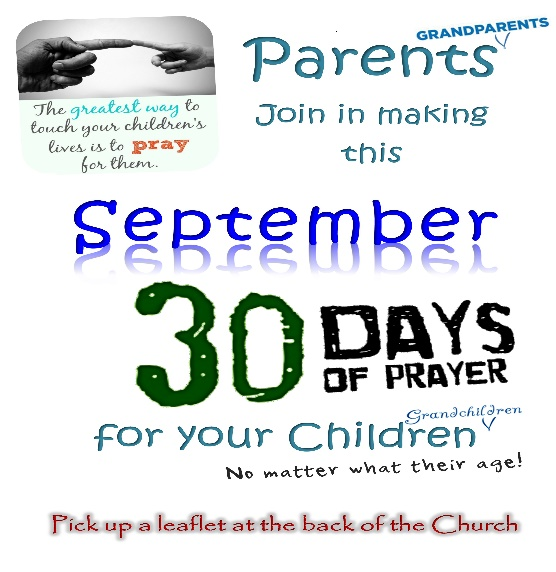 The greatest way to
touch your children's
lives is to pray
for them.
GRANDPARENTS
Parents
Join in making
this
September
30 DAYS
OF PRAYER
Grandchildren
for your Children
No matter what their age!
Pick up a leaflet at the back of the Church